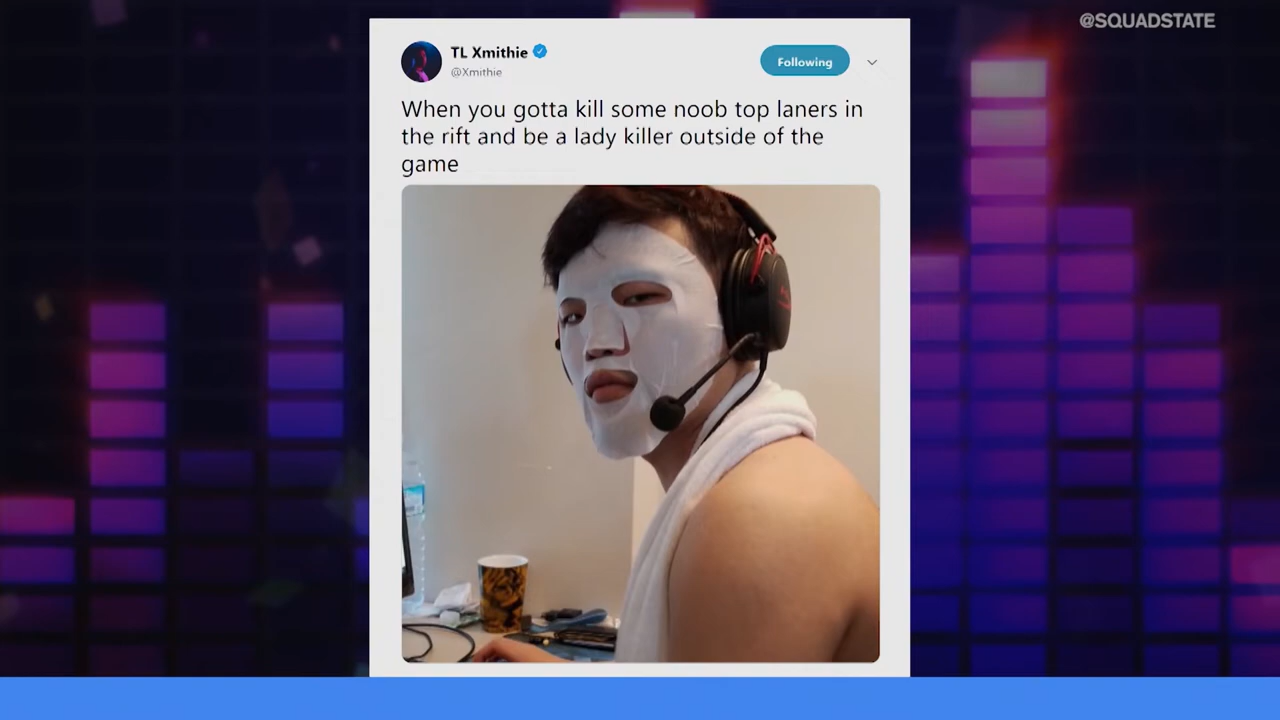 @SQUADSTATE
TL Xmithie
@Xmithie
Following
When you gotta kill some noob top laners in
the rift and be a lady killer outside of the
game